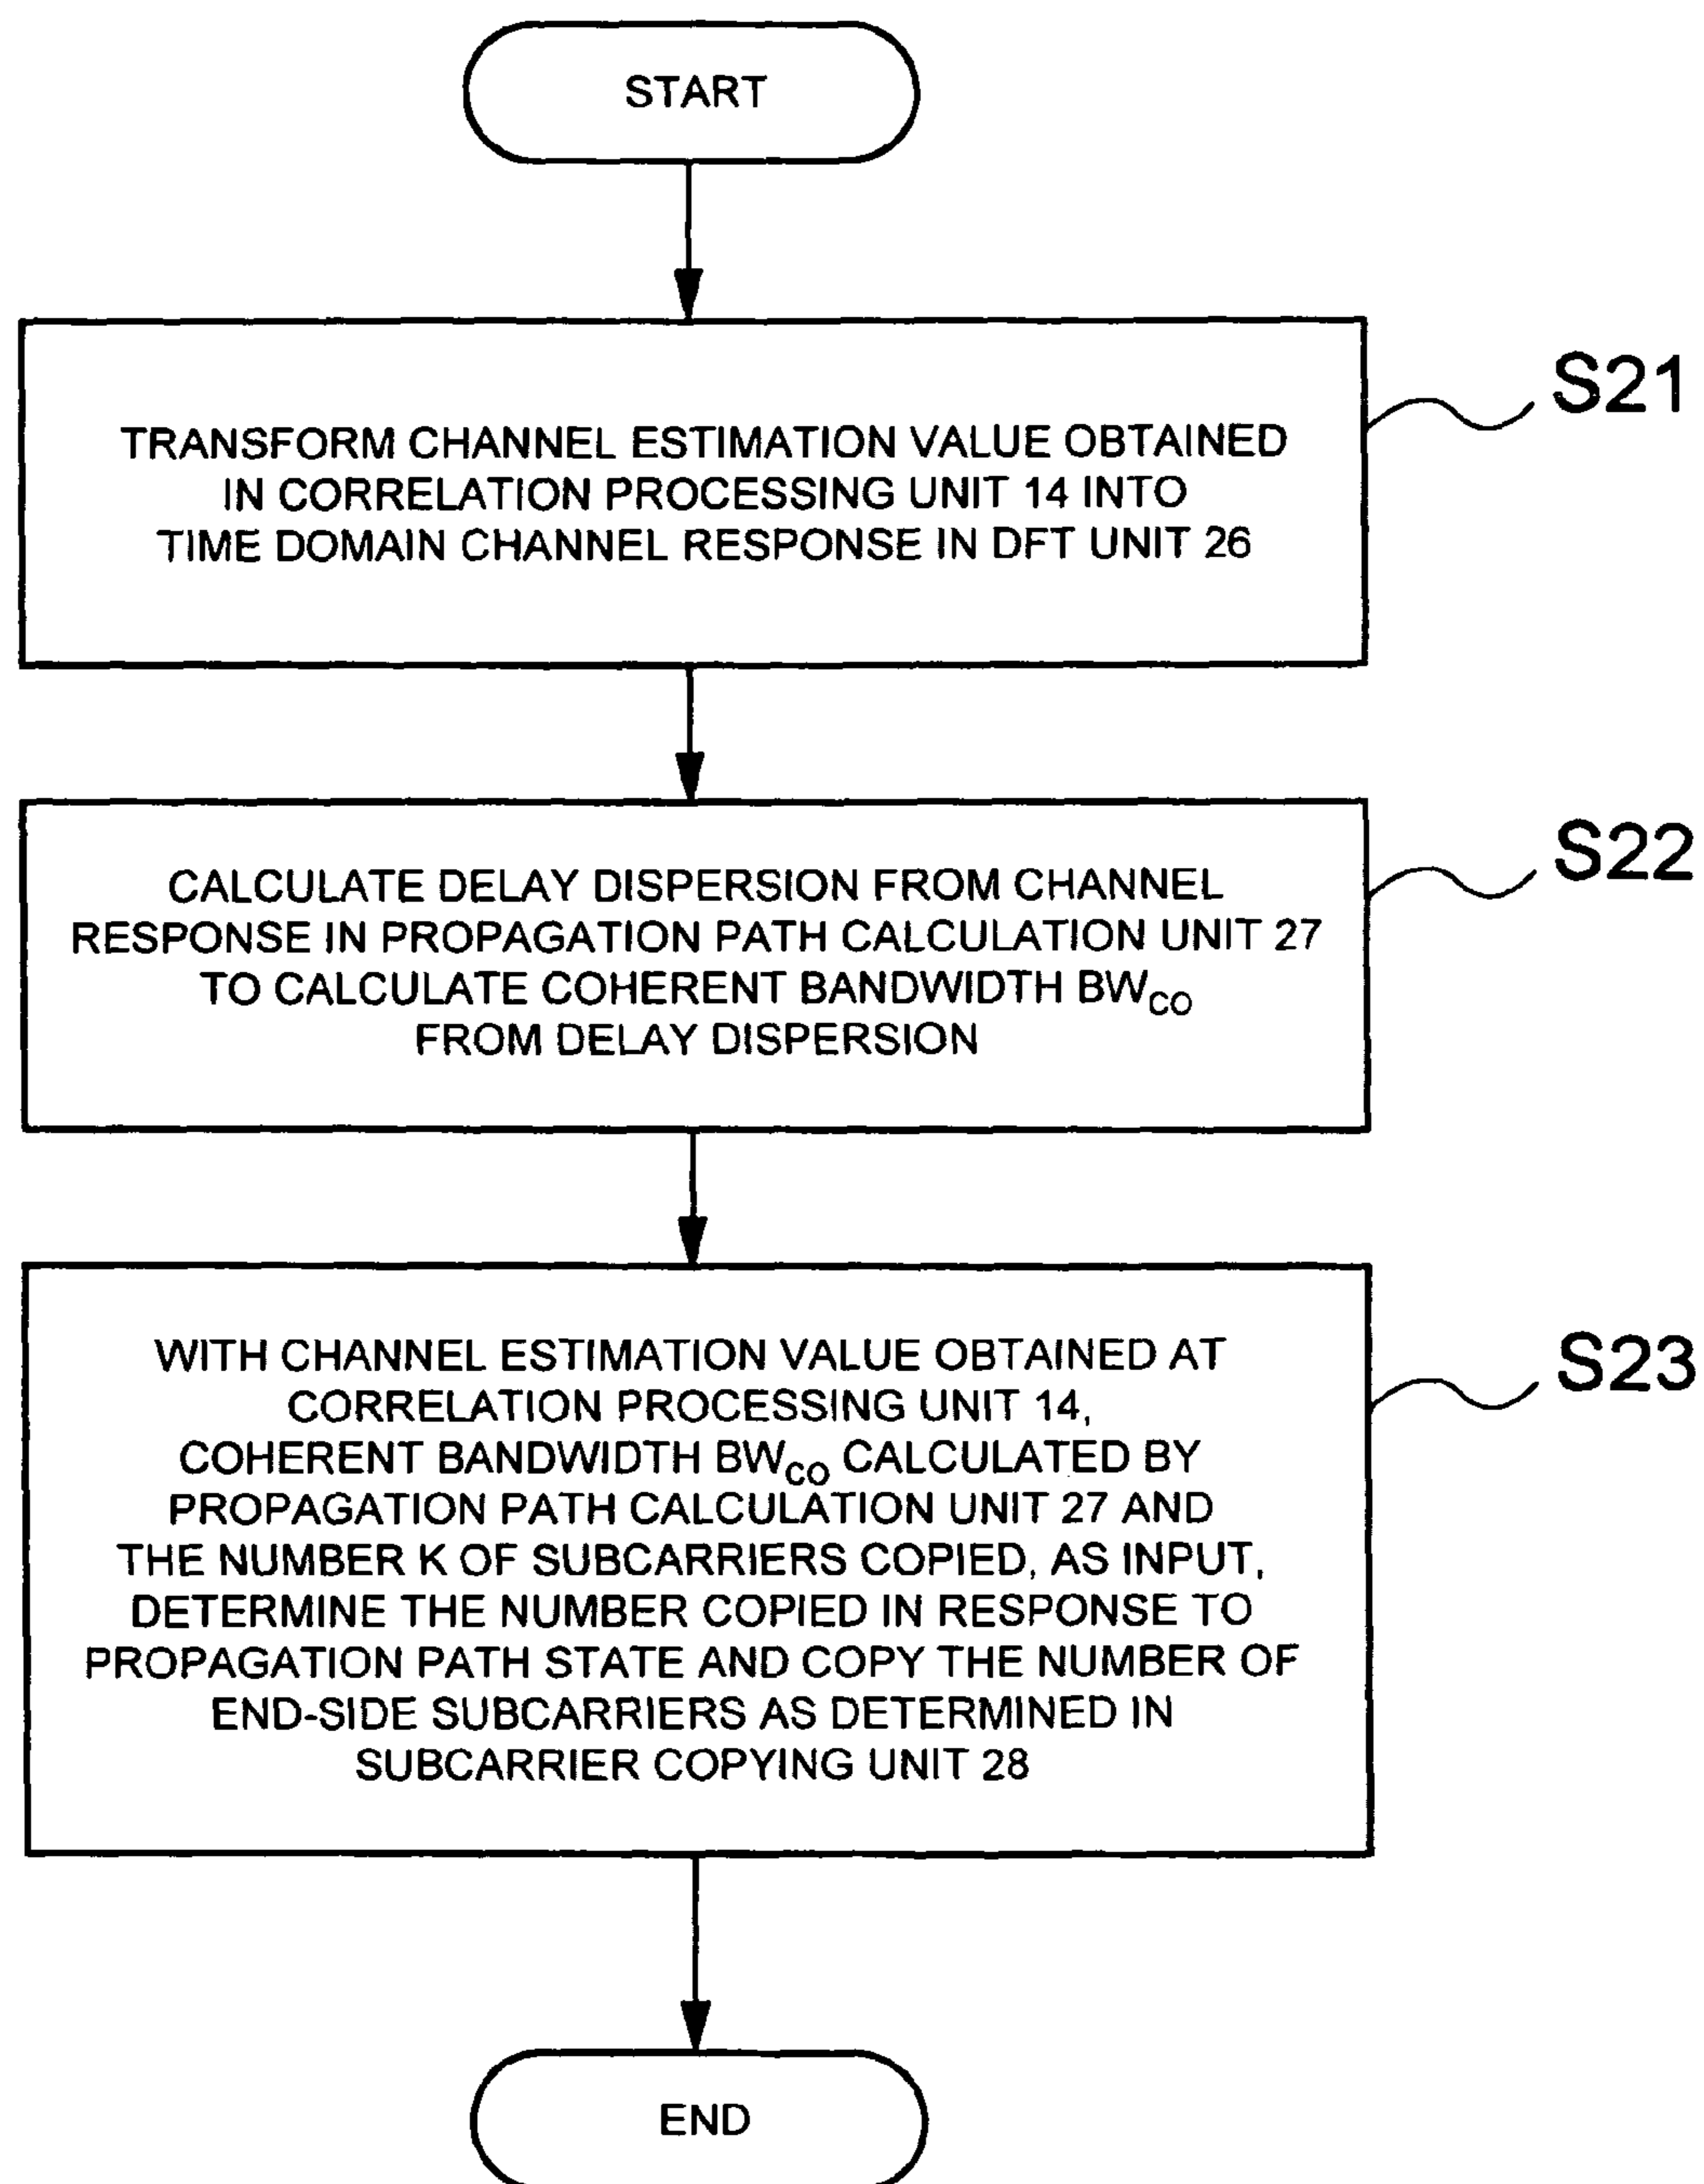 START
TRANSFORM CHANNEL ESTIMATION VALUE OBTAINED
IN CORRELATION PROCESSING UNIT 14 INTO
TIME DOMAIN CHANNEL RESPONSE IN DFT UNIT 26
S21
CALCULATE DELAY DISPERSION FROM CHANNEL
RESPONSE IN PROPAGATION PATH CALCULATION UNIT 27
TO CALCULATE COHERENT BANDWIDTH BWCO
FROM DELAY DISPERSION
S22
WITH CHANNEL ESTIMATION VALUE OBTAINED AT
CORRELATION PROCESSING UNIT 14,
COHERENT BANDWIDTH BWCO CALCULATED BY
PROPAGATION PATH CALCULATION UNIT 27 AND
THE NUMBER K OF SUBCARRIERS COPIED, AS INPUT,
DETERMINE THE NUMBER COPIED IN RESPONSE TO
PROPAGATION PATH STATE AND COPY THE NUMBER OF
END-SIDE SUBCARRIERS AS DETERMINED IN
SUBCARRIER COPYING UNIT 28
S23
END